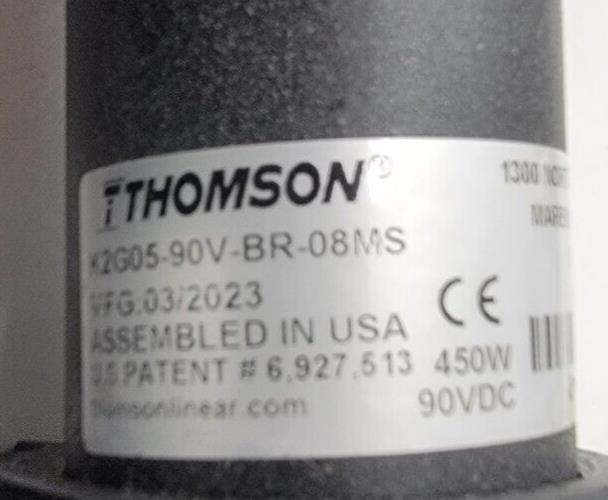 THOMSON®
K2G05-90V-BR-08MS
MFG.03/2023
ASSEMBLED IN USA
U.S PATENT # 6,927,513
thomsonlinear.com
CE
450W
90VDC
1300